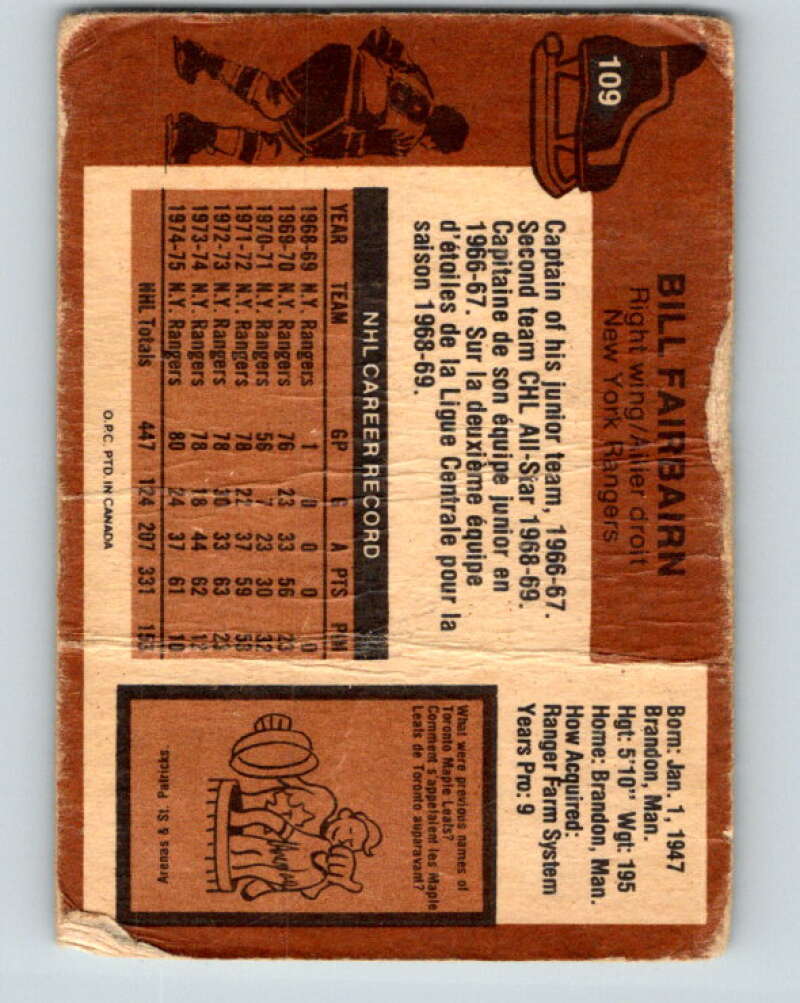 109
BILL FAIRBAIRN
Right wing/Ailier droit
New York Rangers
Captain of his junior team, 1966-67.
Second team CHL All-Star 1968-69.
Capitaine de son équipe junior en
1966-67. Sur la deuxième équipe
d'étoiles de la Ligue Centrale pour la
saison 1968-69.
NHL CAREER RECORD
YEAR TEAM GP G A PTS PIM
1968-69 N.Y. Rangers 1 0 0 0 0
1969-70 N.Y. Rangers 76 23 33 56 23
1970-71 N.Y. Rangers 56 7 23 30 32
1971-72 N.Y. Rangers 78 22 37 59 53
1972-73 N.Y. Rangers 78 30 33 63 23
1973-74 N.Y. Rangers 78 18 44 62 12
1974-75 N.Y. Rangers 80 24 37 61 10
NHL Totals 447 124 207 331 153
O.P.C. PTD. IN CANADA
Born: Jan. 1, 1947
Brandon, Man.
Hgt: 5'10" Wgt: 195
Home: Brandon, Man.
How Acquired:
Ranger Farm System
Years Pro: 9
What were previous names of
Toronto Maple Leafs?
Comment s'appelaient les Maple
Leafs de Toronto auparavant?
Arenas & St. Patricks